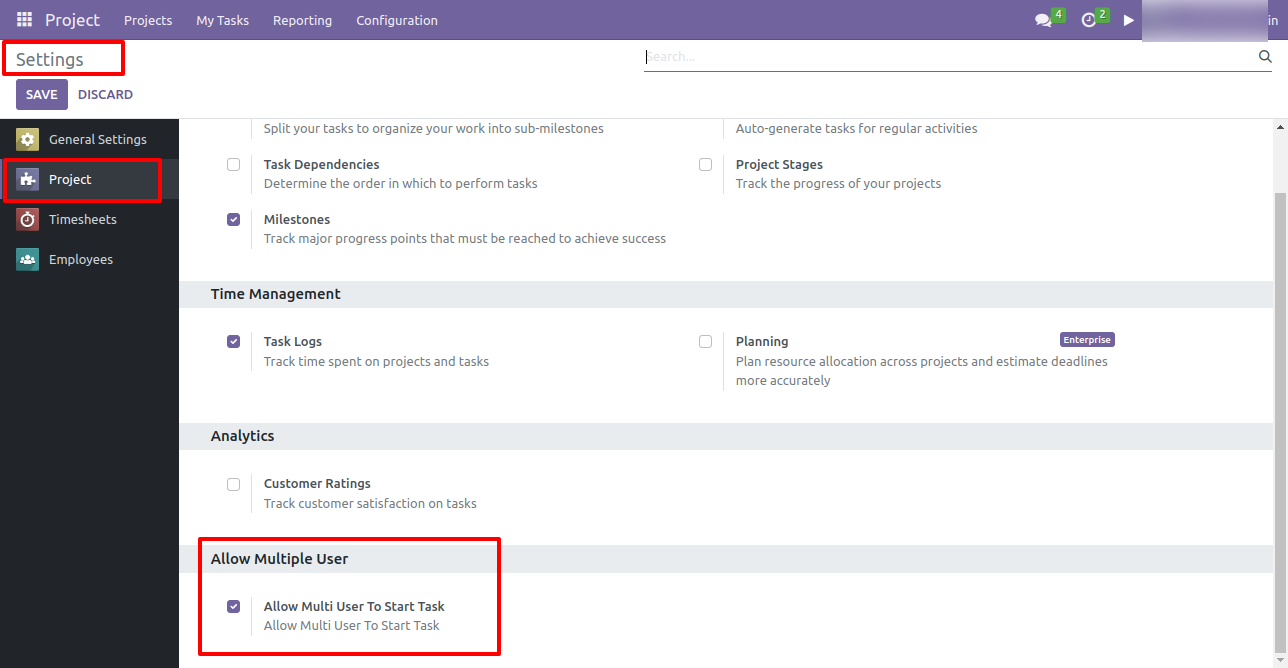 Project Projects My Tasks Reporting Configuration 4 2 in
Settings
Search...
SAVE DISCARD
General Settings
Project
Timesheets
Employees
Split your tasks to organize your work into sub-milestones
Auto-generate tasks for regular activities
Task Dependencies
Determine the order in which to perform tasks
Project Stages
Track the progress of your projects
Milestones
Track major progress points that must be reached to achieve success
Time Management
Task Logs
Track time spent on projects and tasks
Planning Enterprise
Plan resource allocation across projects and estimate deadlines
more accurately
Analytics
Customer Ratings
Track customer satisfaction on tasks
Allow Multiple User
Allow Multi User To Start Task
Allow Multi User To Start Task